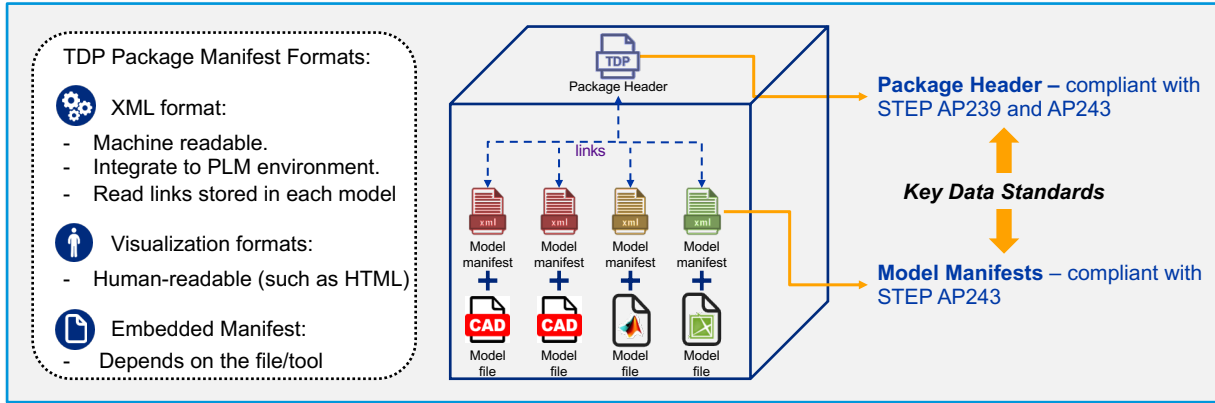 TDP Package Manifest Formats:
XML format:
- Machine readable.
- Integrate to PLM environment.
- Read links stored in each model
Visualization formats:
- Human-readable (such as HTML)
Embedded Manifest:
- Depends on the file/tool
TDP
Package Header
links
xml xml xml xml
Model Model Model Model
manifest manifest manifest manifest
CAD CAD
Model Model Model Model
file file file file
Package Header – compliant with
STEP AP239 and AP243
Key Data Standards
Model Manifests – compliant with
STEP AP243